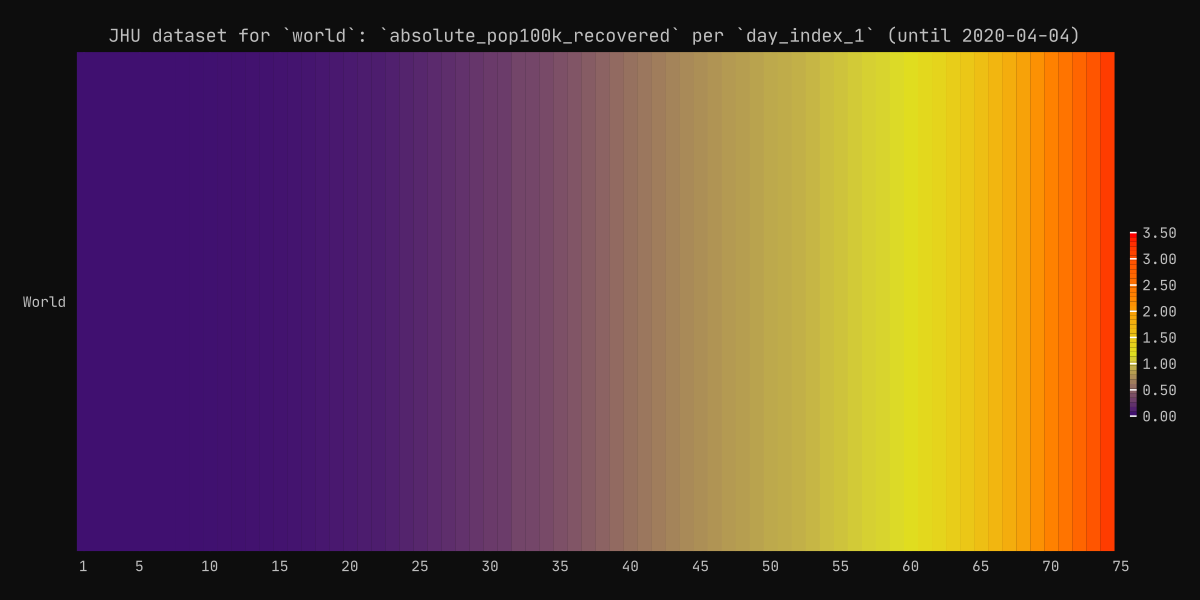 JHU dataset for `world`: `absolute_pop100k_recovered` per `day_index_1` (until 2020-04-04)
3.50
3.00
2.50
2.00
1.50
1.00
0.50
0.00
World
1 5 10 15 20 25 30 35 40 45 50 55 60 65 70 75